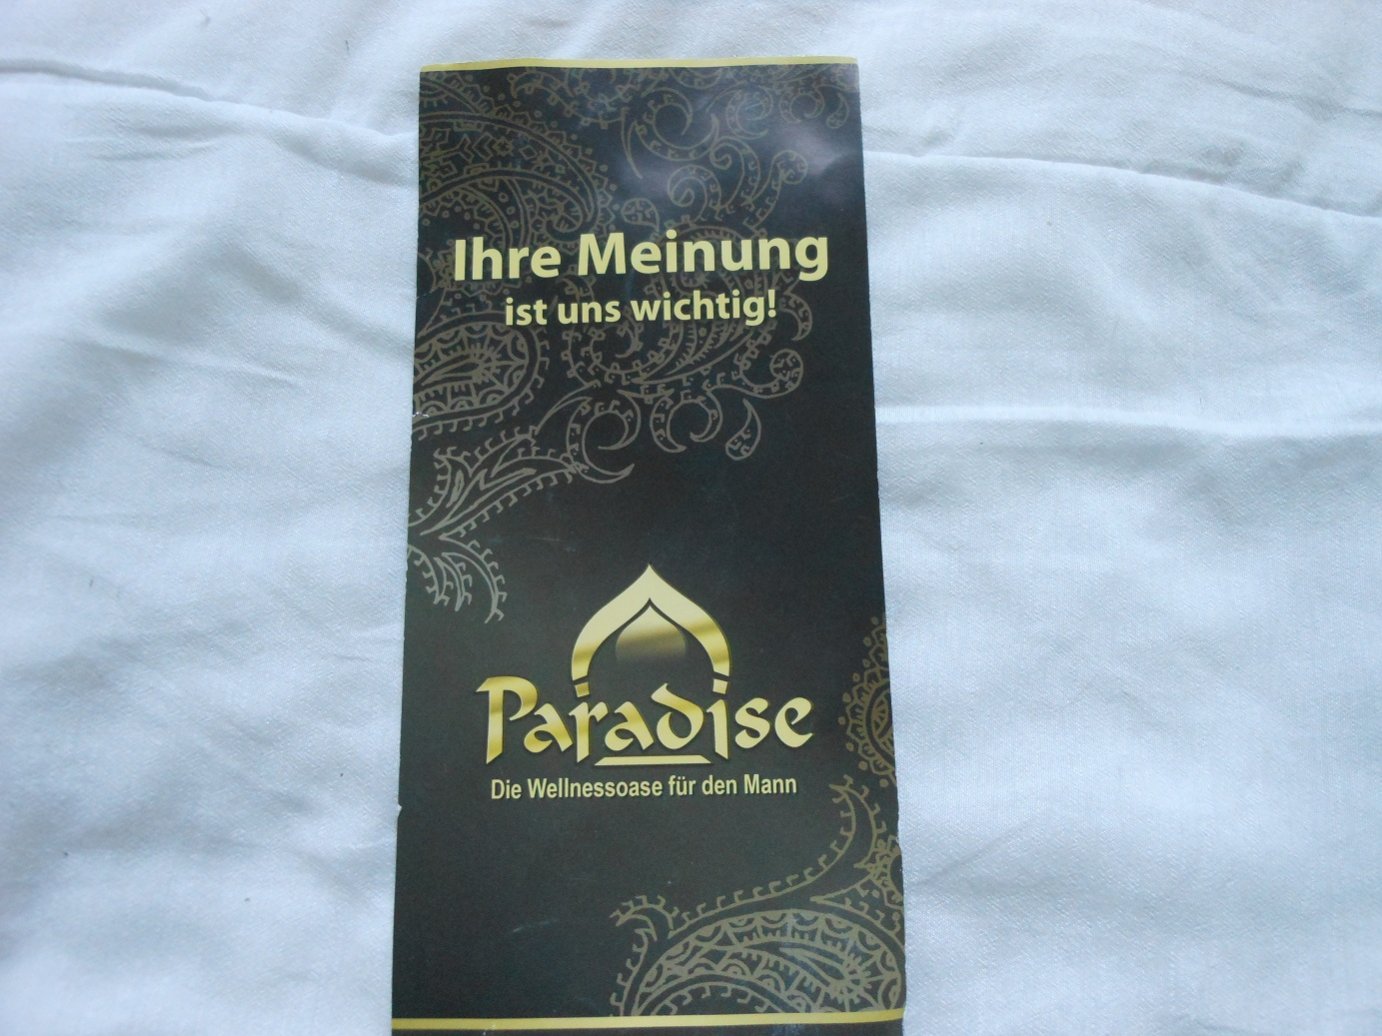 Ihre Meinung
ist uns wichtig!
Paradise
Die Wellnessoase für den Mann